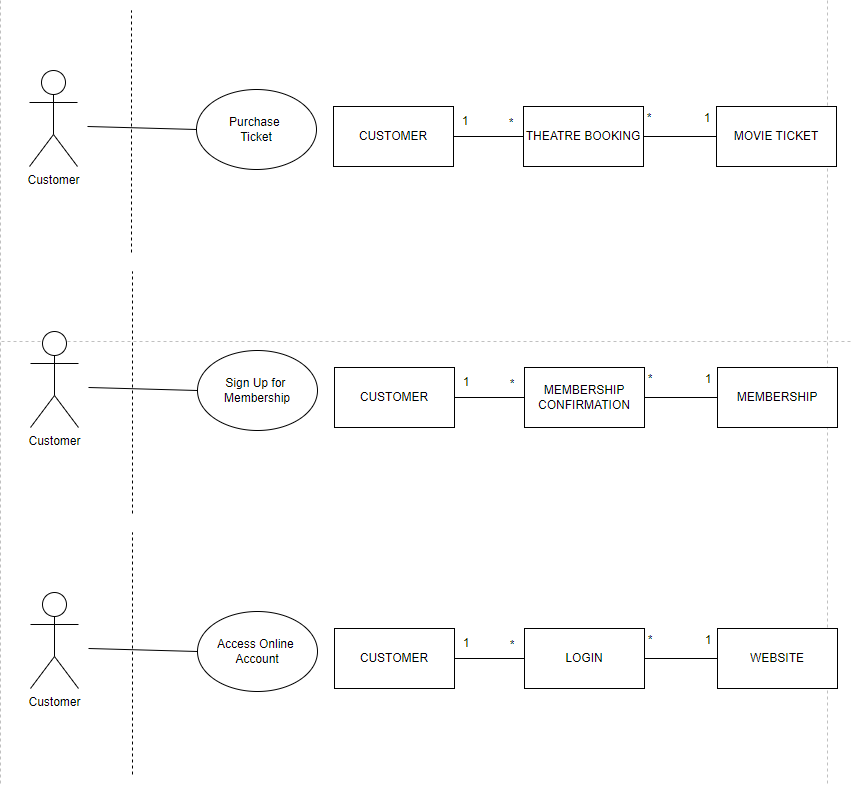 Purchase
Ticket
CUSTOMER
1
*
THEATRE BOOKING
*
1
MOVIE TICKET
Customer
Sign Up for
Membership
CUSTOMER
1
*
MEMBERSHIP
CONFIRMATION
*
1
MEMBERSHIP
Customer
Access Online
Account
CUSTOMER
1
*
LOGIN
*
1
WEBSITE
Customer